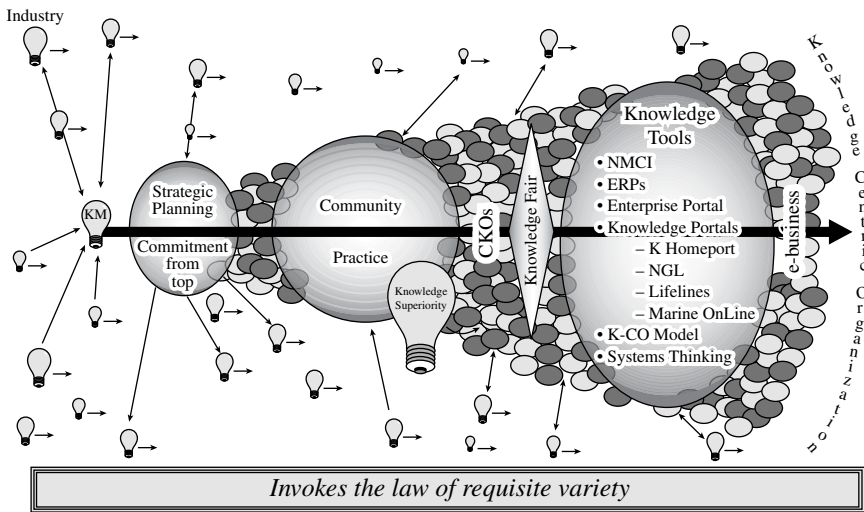 Industry
KM
Strategic
Planning
Commitment
from
top
Community
Practice
Knowledge
Superiority
CKOs
Knowledge Fair
Knowledge
Tools
• NMCI
• ERPs
• Enterprise Portal
• Knowledge Portals
– K Homeport
– NGL
– Lifelines
– Marine OnLine
• K-CO Model
• Systems Thinking
e-business
Knowledge Centric Organization
Invokes the law of requisite variety